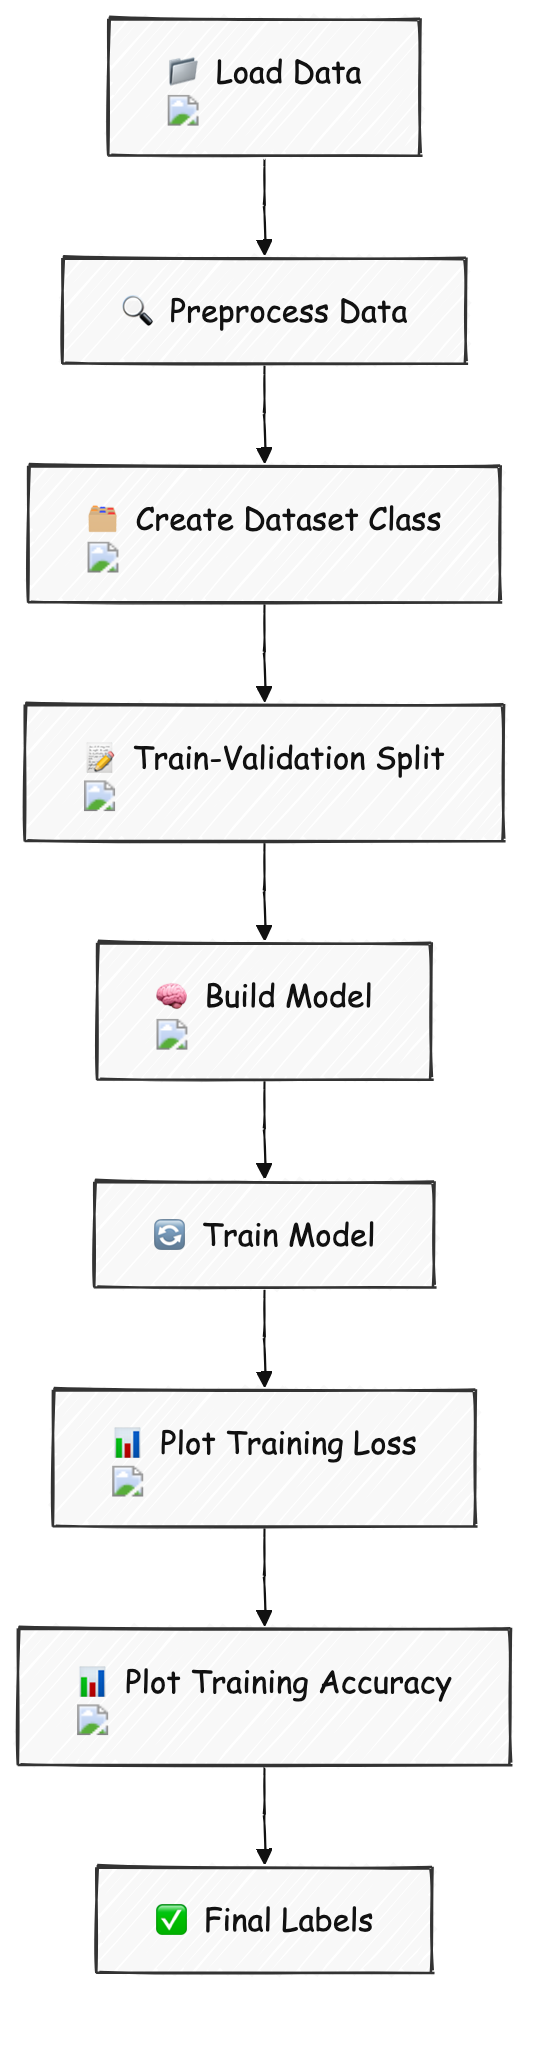 Load Data
Preprocess Data
Create Dataset Class
Train-Validation Split
Build Model
Train Model
Plot Training Loss
Plot Training Accuracy
Final Labels